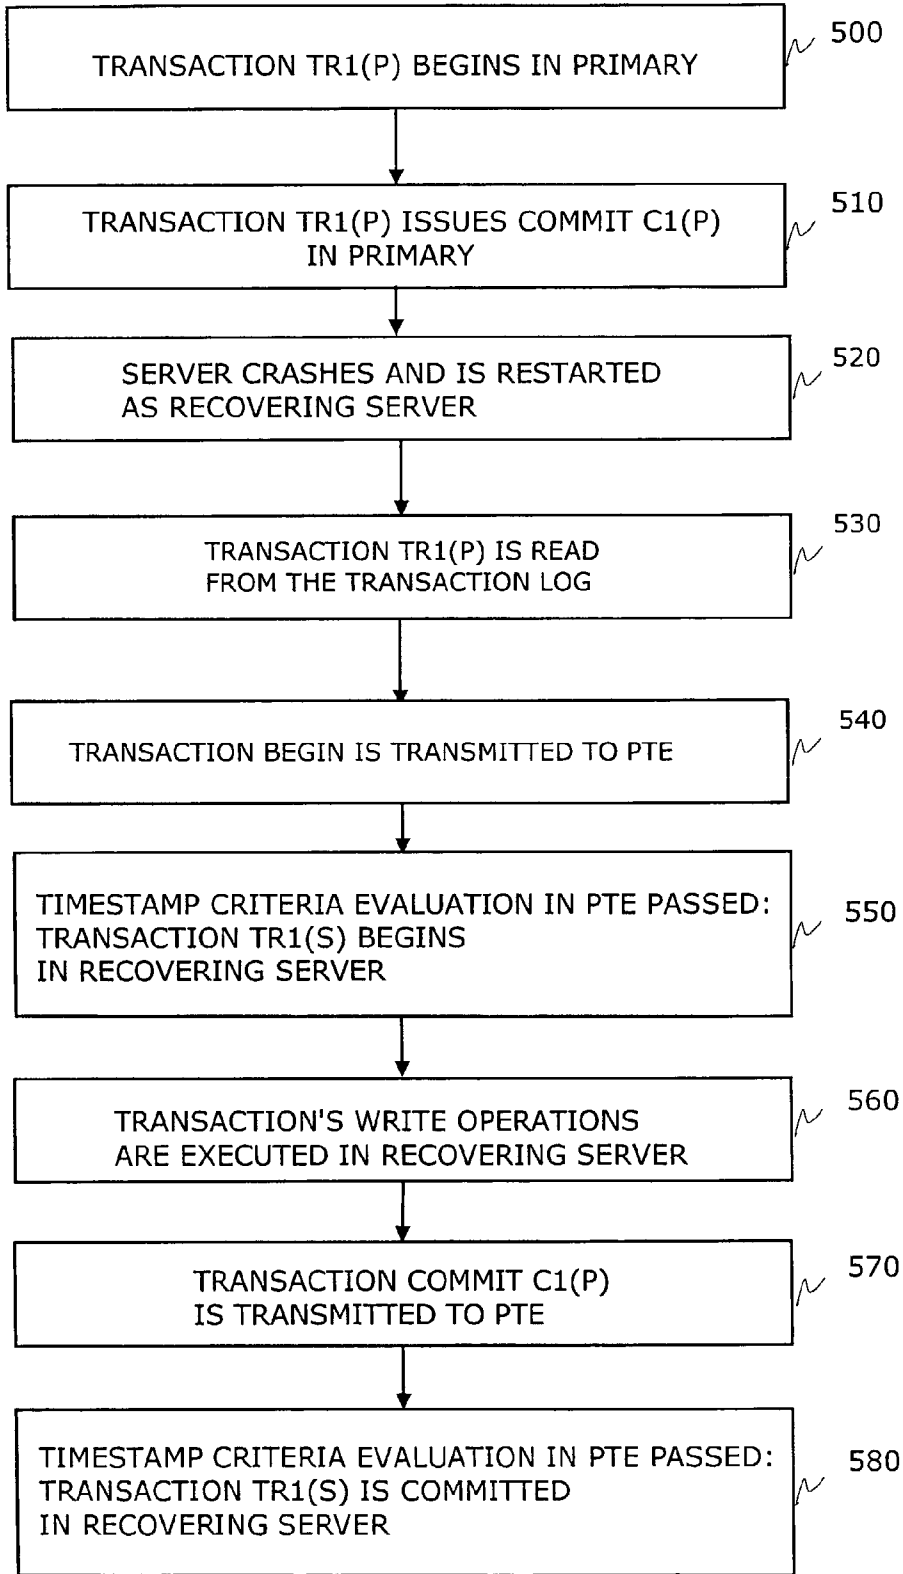 500
TRANSACTION TR1(P) BEGINS IN PRIMARY
510
TRANSACTION TR1(P) ISSUES COMMIT C1(P)
IN PRIMARY
520
SERVER CRASHES AND IS RESTARTED
AS RECOVERING SERVER
530
TRANSACTION TR1(P) IS READ
FROM THE TRANSACTION LOG
540
TRANSACTION BEGIN IS TRANSMITTED TO PTE
550
TIMESTAMP CRITERIA EVALUATION IN PTE PASSED:
TRANSACTION TR1(S) BEGINS
IN RECOVERING SERVER
560
TRANSACTION'S WRITE OPERATIONS
ARE EXECUTED IN RECOVERING SERVER
570
TRANSACTION COMMIT C1(P)
IS TRANSMITTED TO PTE
580
TIMESTAMP CRITERIA EVALUATION IN PTE PASSED:
TRANSACTION TR1(S) IS COMMITTED
IN RECOVERING SERVER